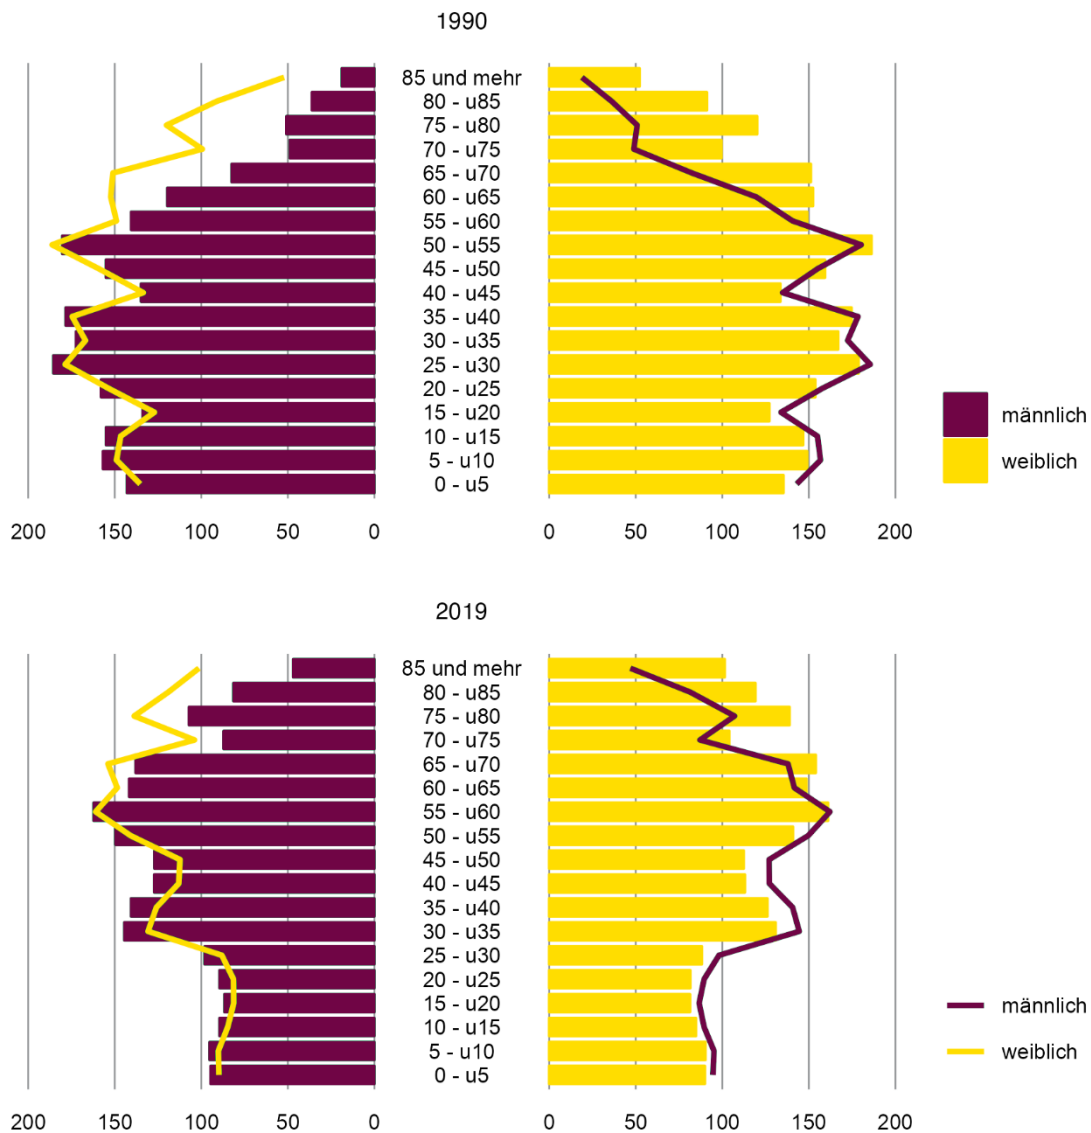 1990
85 und mehr
80 - u85
75 - u80
70 - u75
65 - u70
60 - u65
55 - u60
50 - u55
45 - u50
40 - u45
35 - u40
30 - u35
25 - u30
20 - u25
15 - u20
10 - u15
5 - u10
0 - u5
200 150 100 50 0 0 50 100 150 200
männlich
weiblich
2019
85 und mehr
80 - u85
75 - u80
70 - u75
65 - u70
60 - u65
55 - u60
50 - u55
45 - u50
40 - u45
35 - u40
30 - u35
25 - u30
20 - u25
15 - u20
10 - u15
5 - u10
0 - u5
200 150 100 50 0 0 50 100 150 200
männlich
weiblich